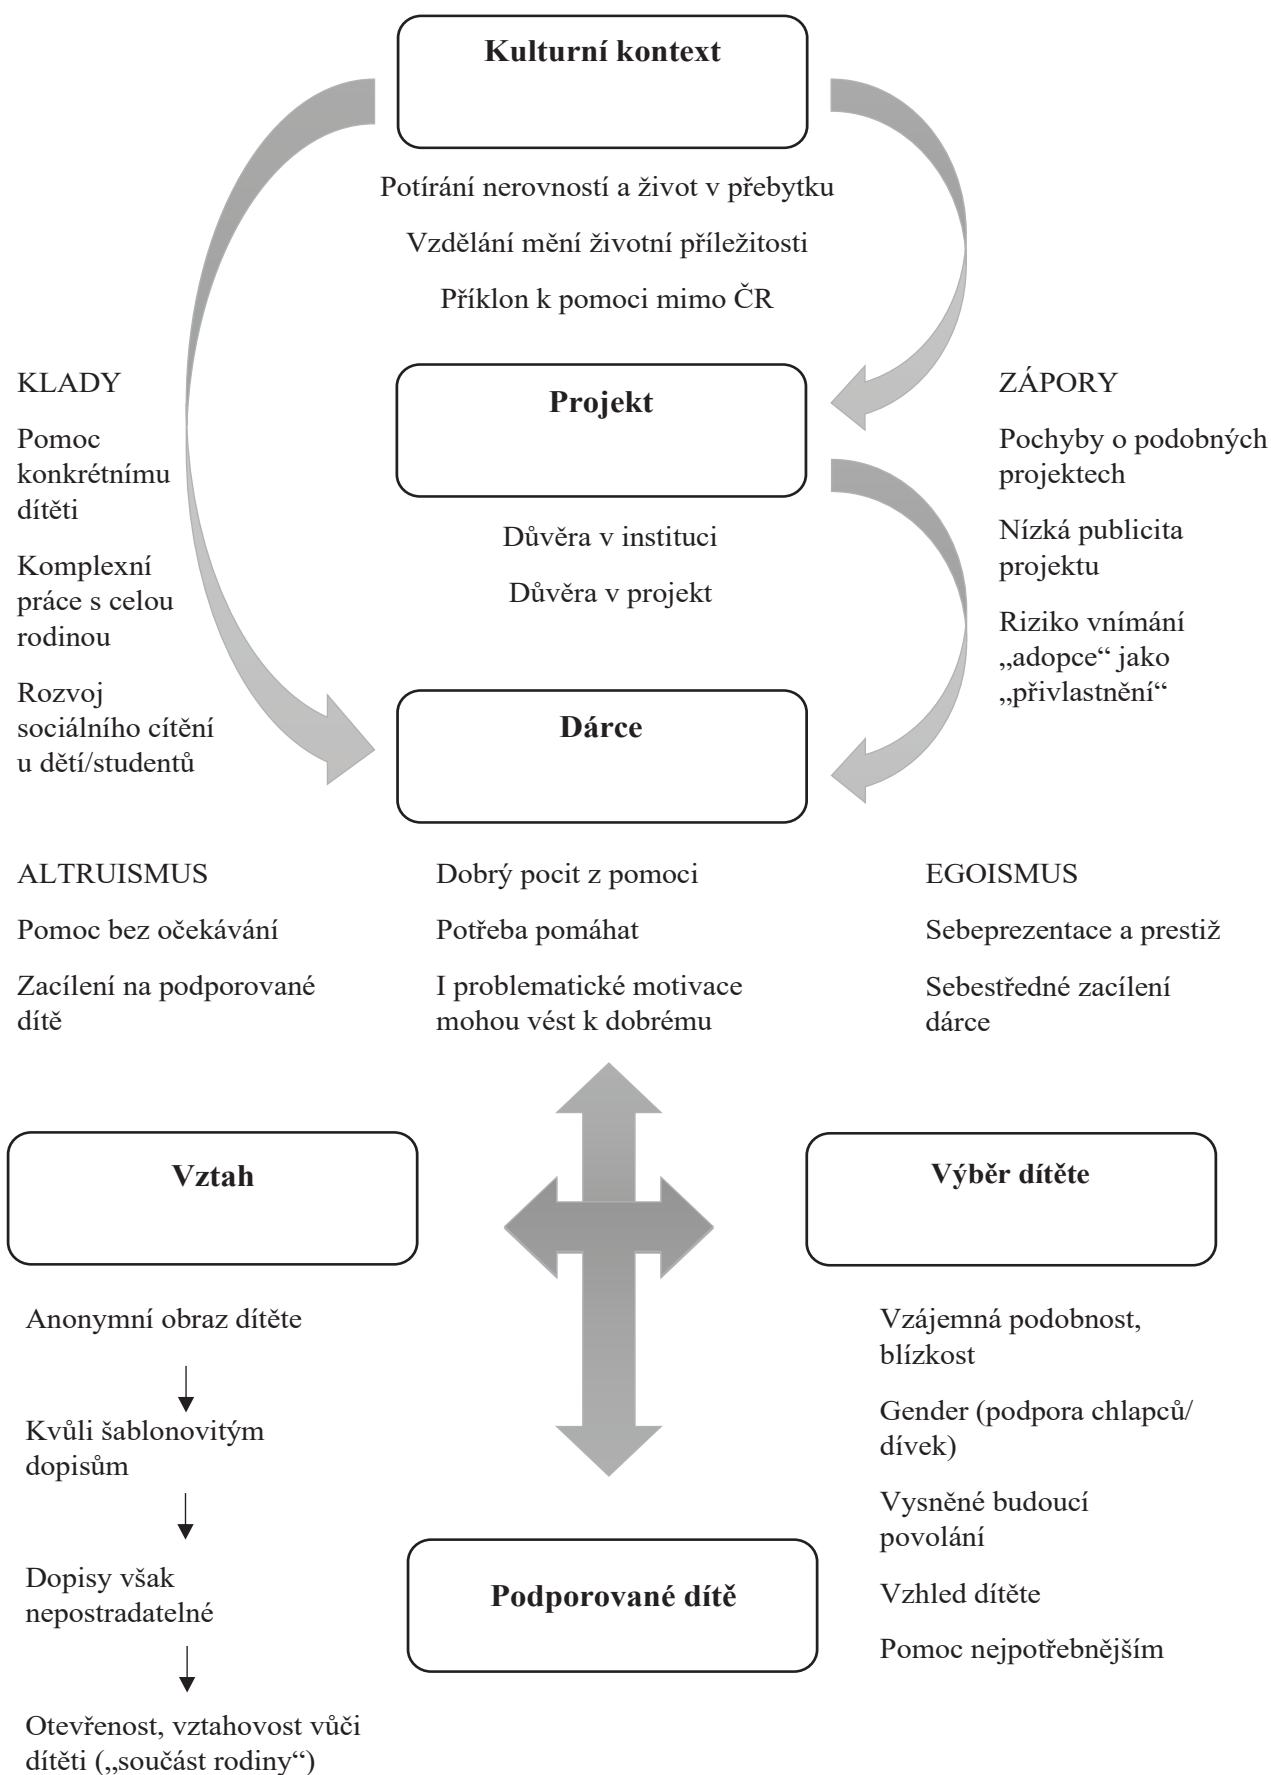 Kulturní kontext
Potírání nerovností a život v přebytku
Vzdělání mění životní příležitosti
Příklon k pomoci mimo ČR
KLADY
Pomoc
konkrétnímu
dítěti
Komplexní
práce s celou
rodinou
Rozvoj
sociálního cítění
u dětí/studentů
Projekt
Důvěra v instituci
Důvěra v projekt
ZÁPORY
Pochyby o podobných
projektech
Nízká publicita
projektu
Riziko vnímání
„adopce“ jako
„přivlastnění“
Dárce
ALTRUISMUS
Pomoc bez očekávání
Zacílení na podporované
dítě
Dobrý pocit z pomoci
Potřeba pomáhat
I problematické motivace
mohou vést k dobrému
EGOISMUS
Sebeprezentace a prestiž
Sebestředné zacílení
dárce
Vztah
Anonymní obraz dítěte
Kvůli šablonovitým
dopisům
Dopisy však
nepostradatelné
Otevřenost, vztahovost vůči
dítěti („součást rodiny“)
Výběr dítěte
Vzájemná podobnost,
blízkost
Gender (podpora chlapců/
dívek)
Vysněné budoucí
povolání
Vzhled dítěte
Pomoc nejpotřebnějším
Podporované dítě